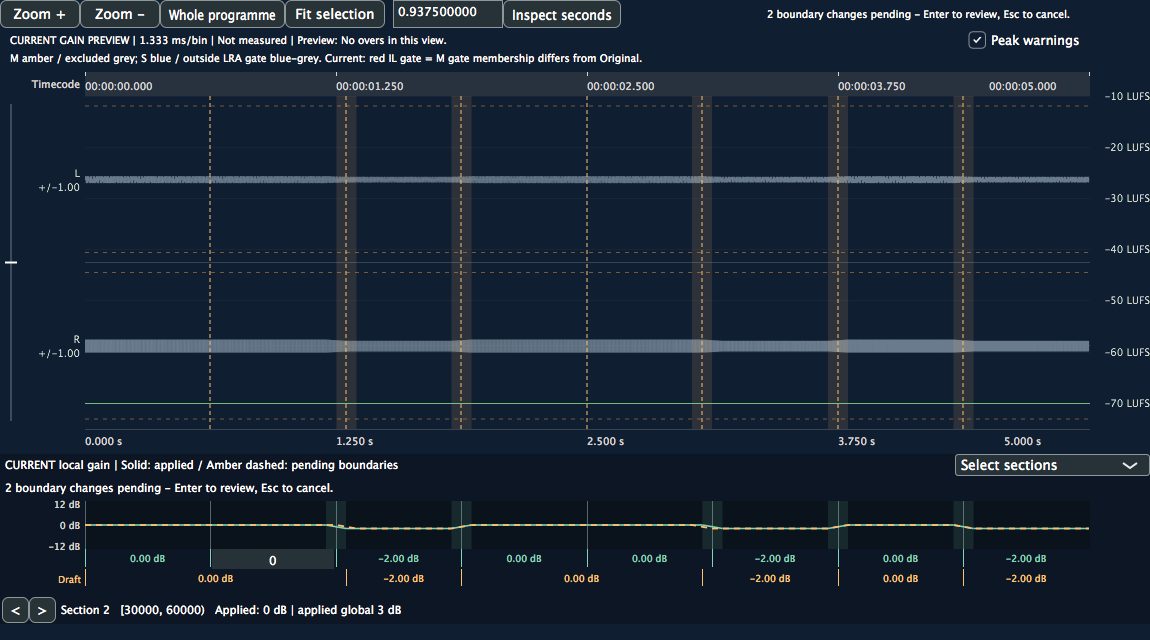 Zoom + Zoom − Whole programme Fit selection 0.937500000 Inspect seconds 2 boundary changes pending – Enter to review, Esc to cancel.
CURRENT GAIN PREVIEW | 1.333 ms/bin | Not measured | Preview: No overs in this view. Peak warnings
M amber / excluded grey; S blue / outside LRA gate blue-grey. Current: red IL gate = M gate membership differs from Original.
Timecode 00:00:00.000 00:00:01.250 00:00:02.500 00:00:03.750 00:00:05.000
−10 LUFS
−20 LUFS
L
+/−1.00
−30 LUFS
−40 LUFS
−50 LUFS
R
+/−1.00
−60 LUFS
−70 LUFS
0.000 s 1.250 s 2.500 s 3.750 s 5.000 s
CURRENT local gain | Solid: applied / Amber dashed: pending boundaries Select sections
2 boundary changes pending – Enter to review, Esc to cancel.
12 dB
0 dB
−12 dB
0.00 dB 0 −2.00 dB 0.00 dB 0.00 dB −2.00 dB 0.00 dB −2.00 dB
Draft 0.00 dB −2.00 dB 0.00 dB −2.00 dB 0.00 dB −2.00 dB
< > Section 2 [30000, 60000) Applied: 0 dB | applied global 3 dB